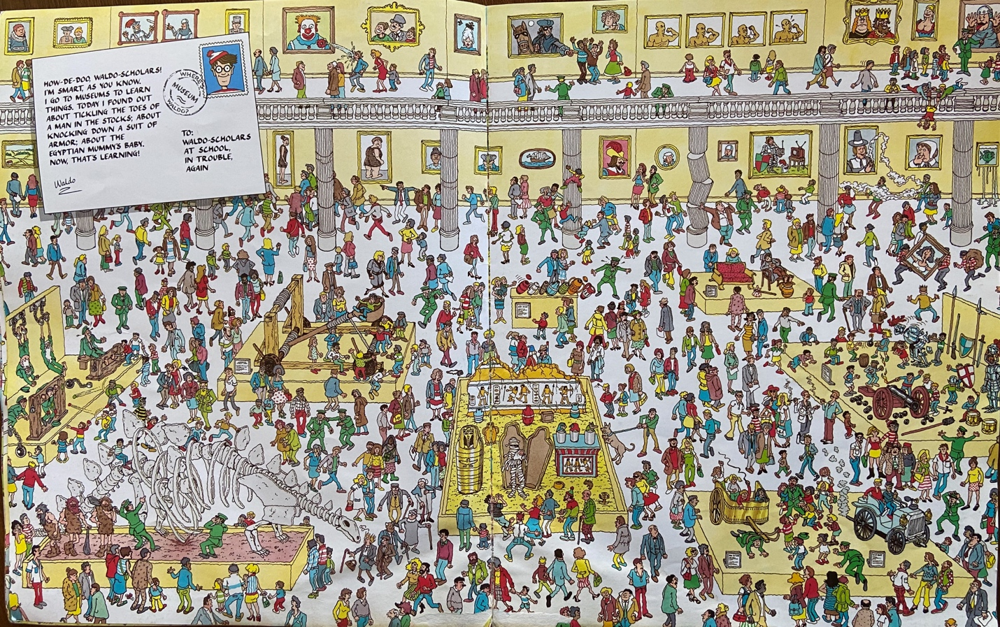 HOW-DE-DOO, WALDO-SCHOLARS!
I'M SMART, AS YOU KNOW.
I GO TO MUSEUMS TO LEARN
THINGS. TODAY I FOUND OUT
ABOUT TICKLING THE TOES OF
A MAN IN THE STOCKS; ABOUT
KNOCKING DOWN A SUIT OF
ARMOR; ABOUT THE
EGYPTIAN MUMMY'S BABY.
NOW, THAT'S LEARNING!
Waldo
WHERE'S
MUSEUM
WALDO?
TO:
WALDO-SCHOLARS
AT SCHOOL,
IN TROUBLE,
AGAIN